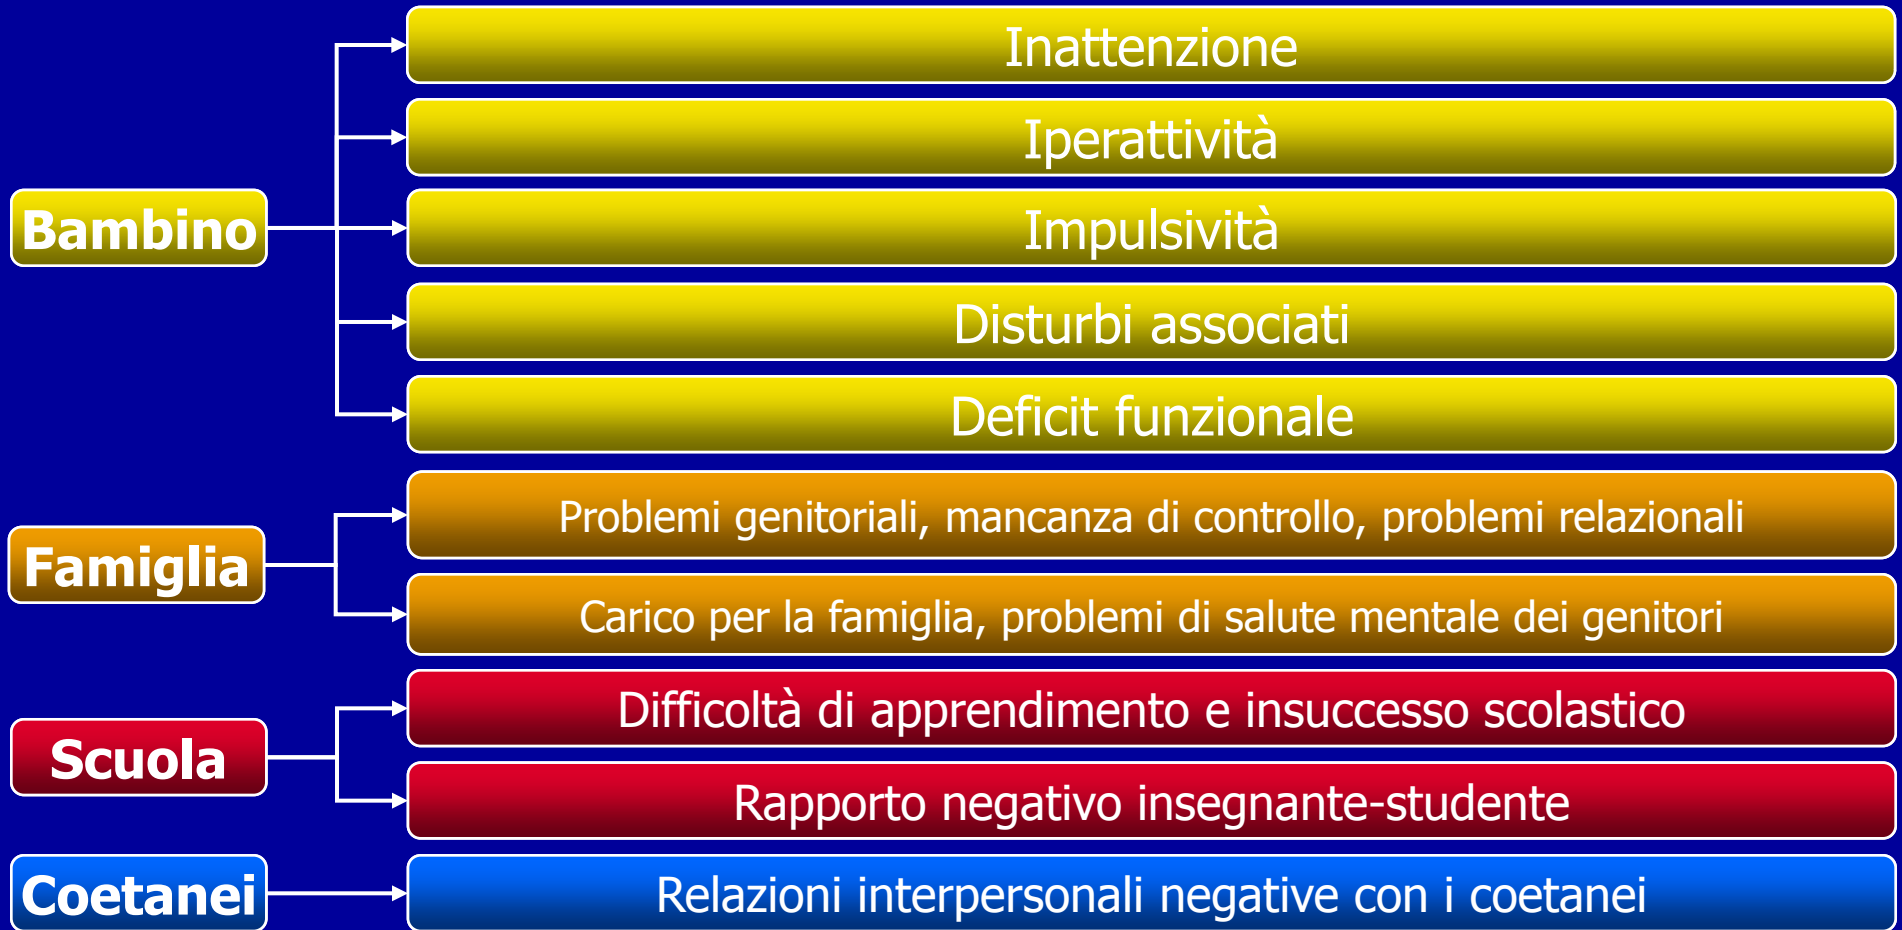 Bambino
Inattenzione
Iperattività
Impulsività
Disturbi associati
Deficit funzionale
Famiglia
Problemi genitoriali, mancanza di controllo, problemi relazionali
Carico per la famiglia, problemi di salute mentale dei genitori
Scuola
Difficoltà di apprendimento e insuccesso scolastico
Rapporto negativo insegnante-studente
Coetanei
Relazioni interpersonali negative con i coetanei